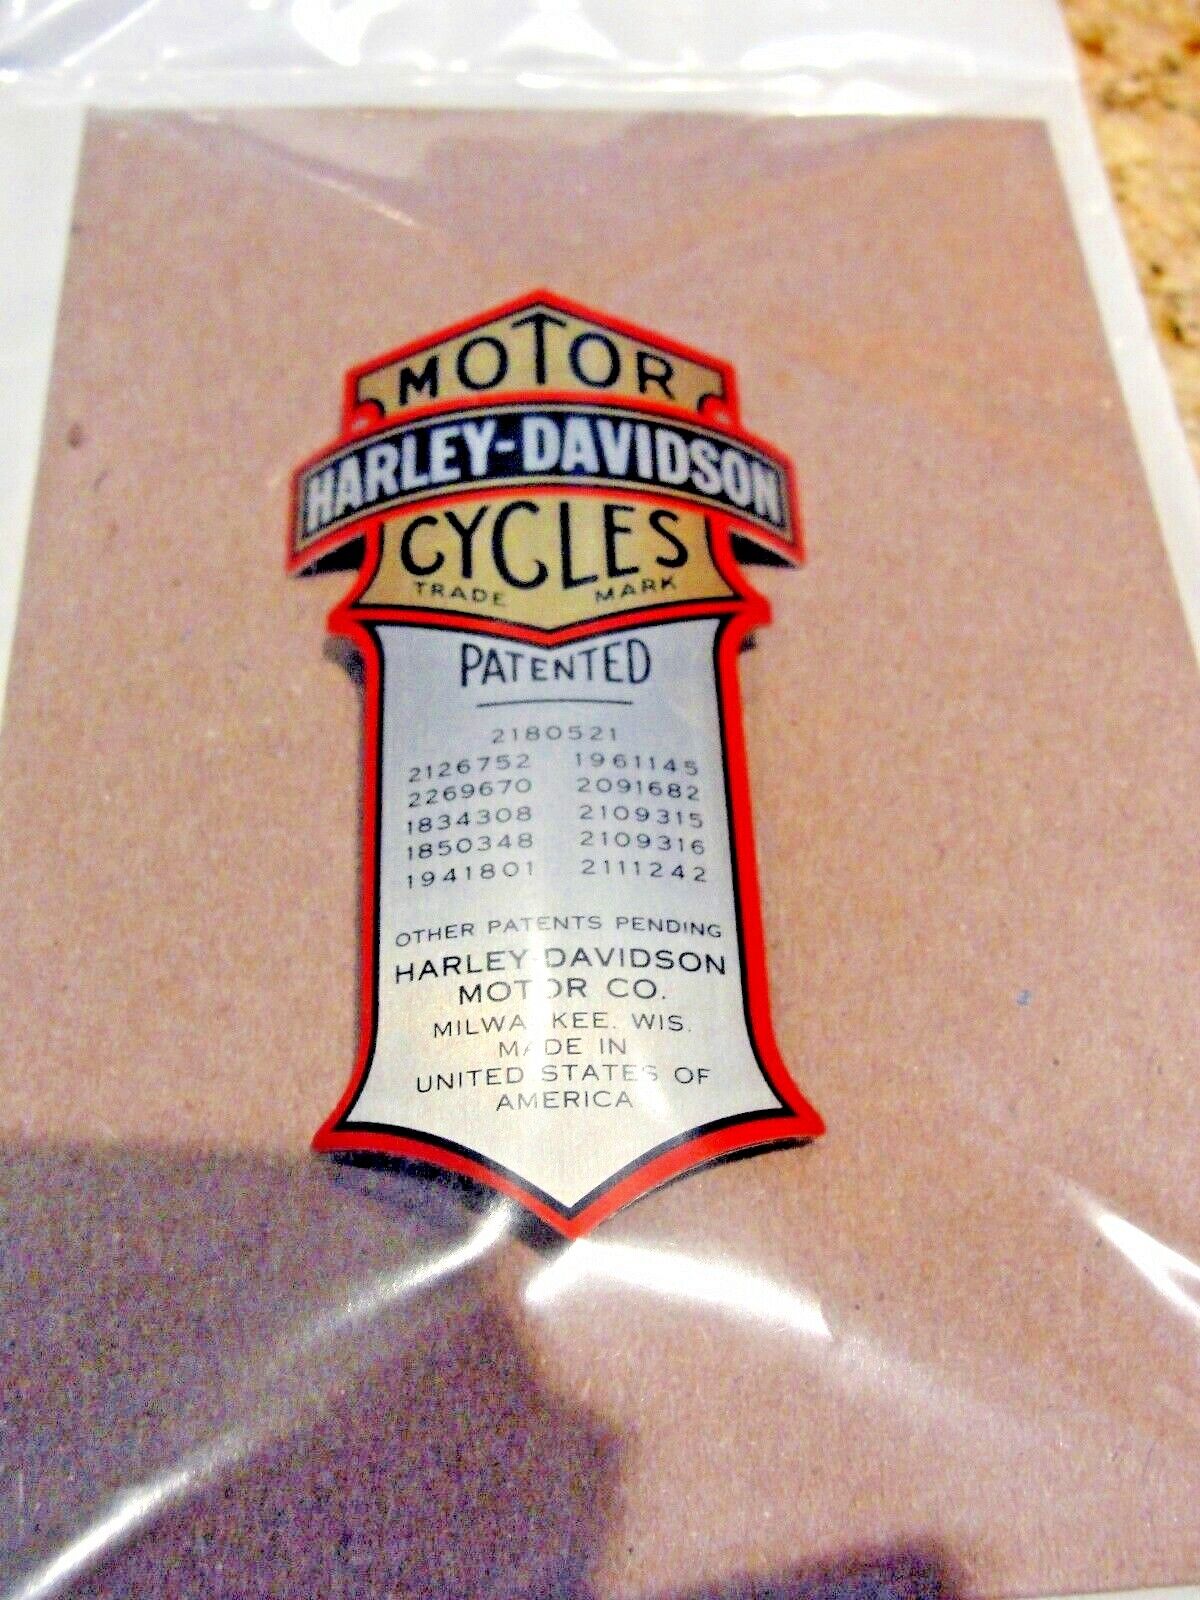 MOTOR
HARLEY-DAVIDSON
CYCLES
TRADE MARK
PATENTED
2180521
2126752 1961145
2269670 2091682
1834308 2109315
1850348 2109316
1941801 2111242
OTHER PATENTS PENDING
HARLEY-DAVIDSON
MOTOR CO.
MILWAUKEE, WIS.
MADE IN
UNITED STATES OF
AMERICA